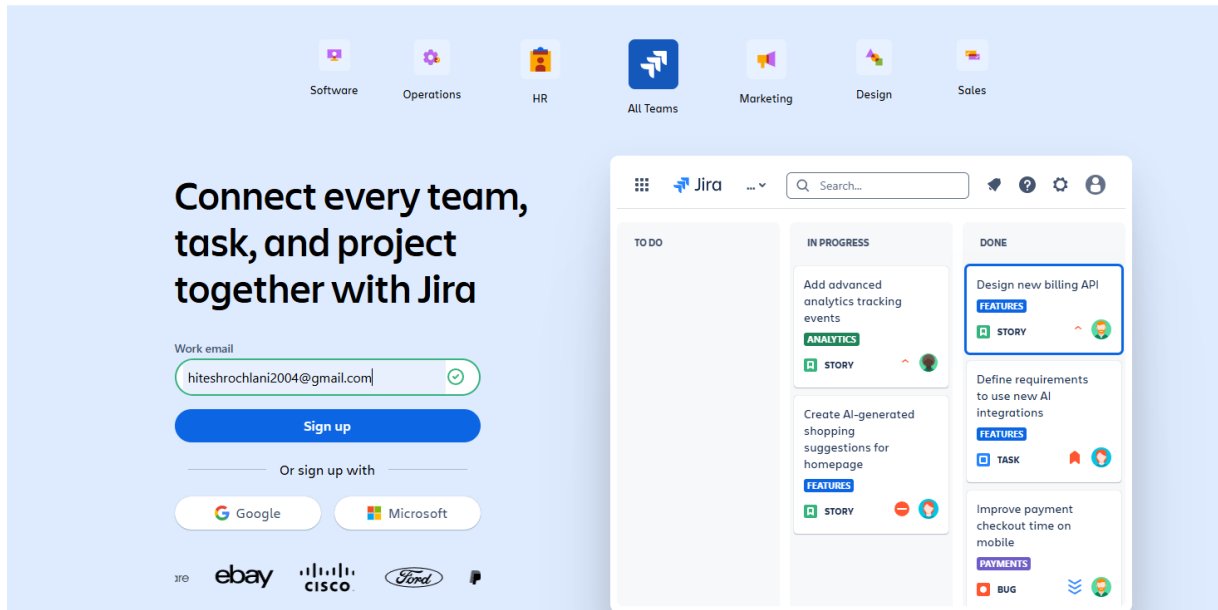 Software
Operations
HR
All Teams
Marketing
Design
Sales
Connect every team,
task, and project
together with Jira
Work email
hiteshrochlani2004@gmail.com
Sign up
Or sign up with
Google
Microsoft
are
ebay
CISCO
Ford
Jira
...
Search...
TO DO
IN PROGRESS
Add advanced
analytics tracking
events
ANALYTICS
STORY
Create AI-generated
shopping
suggestions for
homepage
FEATURES
STORY
DONE
Design new billing API
FEATURES
STORY
Define requirements
to use new AI
integrations
FEATURES
TASK
Improve payment
checkout time on
mobile
PAYMENTS
BUG